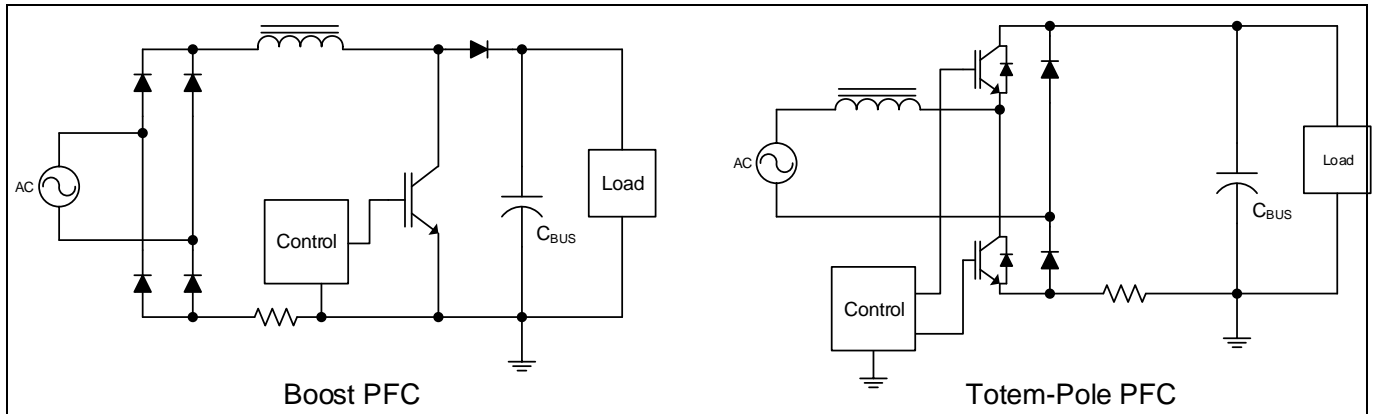 AC
Control
Load
CBUS
Boost PFC
AC
Control
Load
CBUS
Totem-Pole PFC